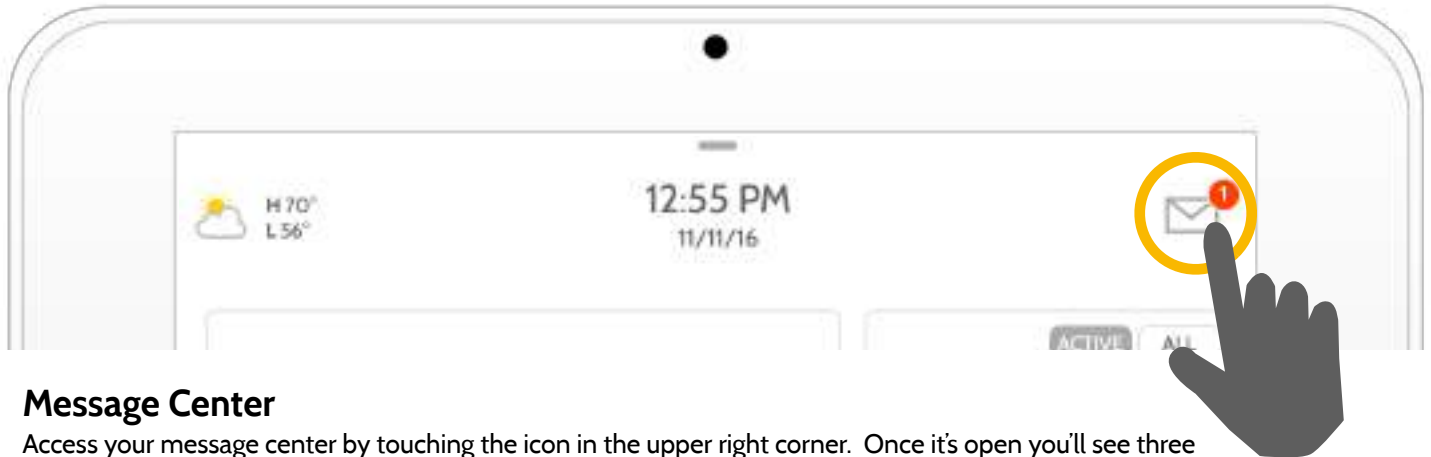 H 70°
L 56°
12:55 PM
11/11/16
1
ACTIVE
ALL
Message Center
Access your message center by touching the icon in the upper right corner. Once it's open you'll see three